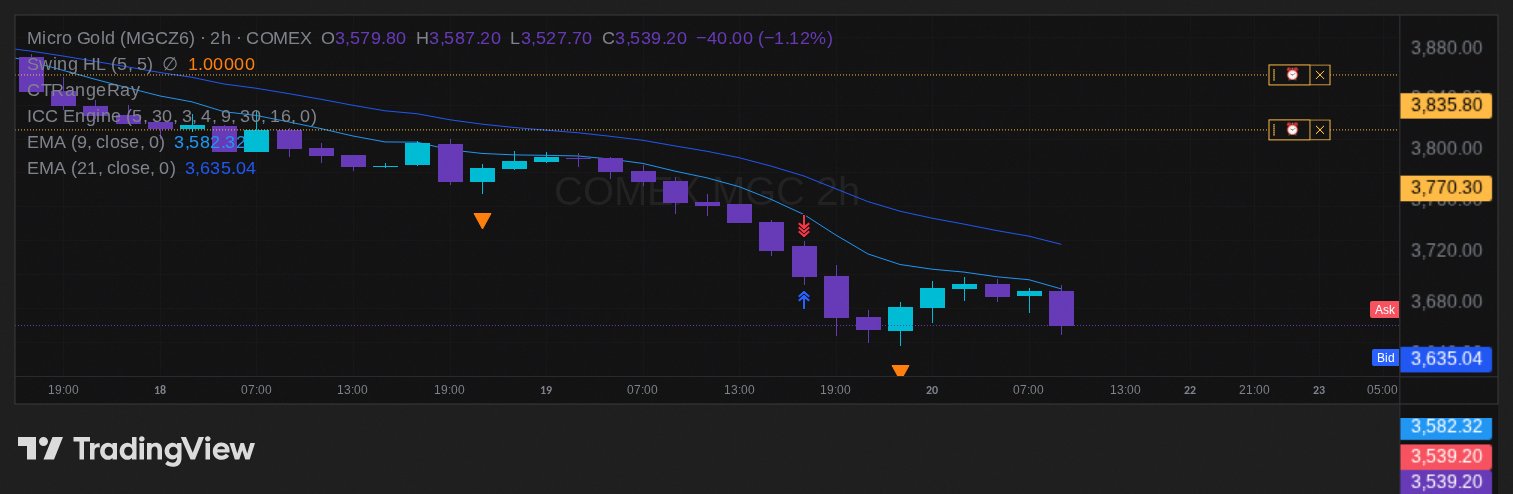 Micro Gold (MGCZ6) · 2h · COMEX O3,579.80 H3,587.20 L3,527.70 C3,539.20 −40.00 (−1.12%)
Swing HL (5, 5) ∅ 1.00000
CTRangeRay
ICC Engine (5, 30, 3, 4, 9, 30, 16, 0)
EMA (9, close, 0) 3,582.32
EMA (21, close, 0) 3,635.04
COMEX MGC 2h
3,880.00
3,835.80
3,800.00
3,770.30
3,720.00
3,680.00
Ask
Bid 3,635.04
19:00 18 07:00 13:00 19:00 19 07:00 13:00 19:00 20 07:00 13:00 22 21:00 23 05:00
3,582.32
3,539.20
3,539.20
TradingView